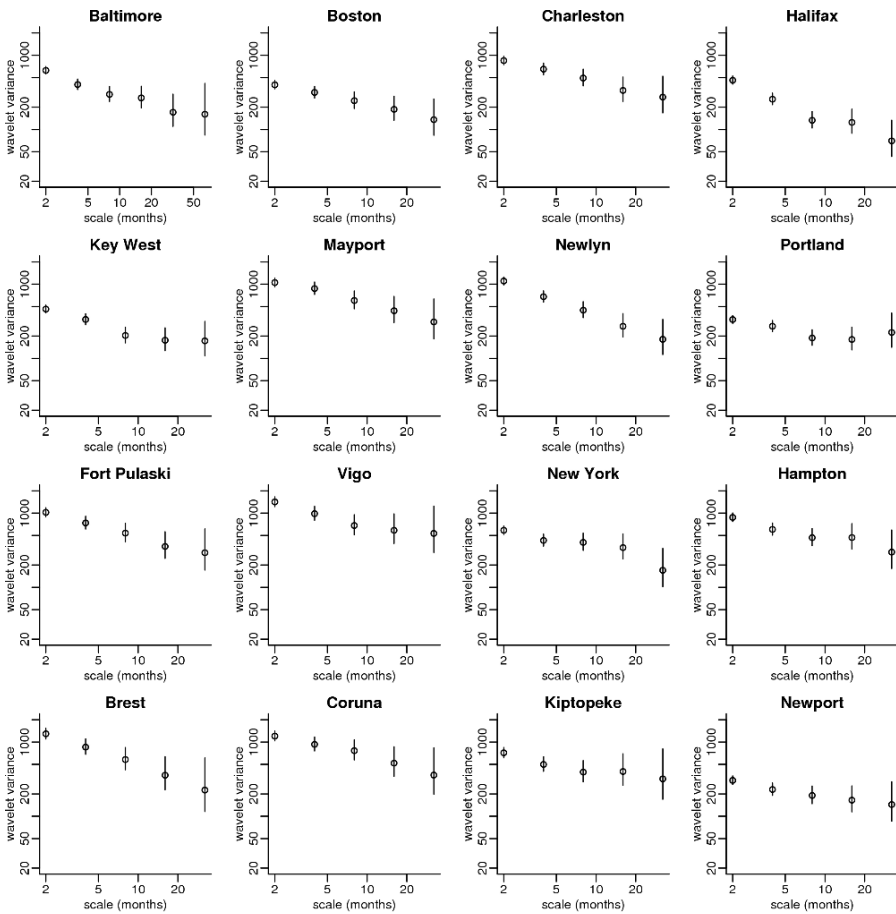 Baltimore Boston Charleston Halifax
wavelet variance wavelet variance wavelet variance wavelet variance
1000 1000 1000 1000
200 200 200 200
50 50 50 50
20 20 20 20
2 5 10 20 50 2 5 10 20 2 5 10 20 2 5 10 20
scale (months) scale (months) scale (months) scale (months)
Key West Mayport Newlyn Portland
wavelet variance wavelet variance wavelet variance wavelet variance
1000 1000 1000 1000
200 200 200 200
50 50 50 50
20 20 20 20
2 5 10 20 2 5 10 20 2 5 10 20 2 5 10 20
scale (months) scale (months) scale (months) scale (months)
Fort Pulaski Vigo New York Hampton
wavelet variance wavelet variance wavelet variance wavelet variance
1000 1000 1000 1000
200 200 200 200
50 50 50 50
20 20 20 20
2 5 10 20 2 5 10 20 2 5 10 20 2 5 10 20
scale (months) scale (months) scale (months) scale (months)
Brest Coruna Kiptopeke Newport
wavelet variance wavelet variance wavelet variance wavelet variance
1000 1000 1000 1000
200 200 200 200
50 50 50 50
20 20 20 20
2 5 10 20 2 5 10 20 2 5 10 20 2 5 10 20
scale (months) scale (months) scale (months) scale (months)